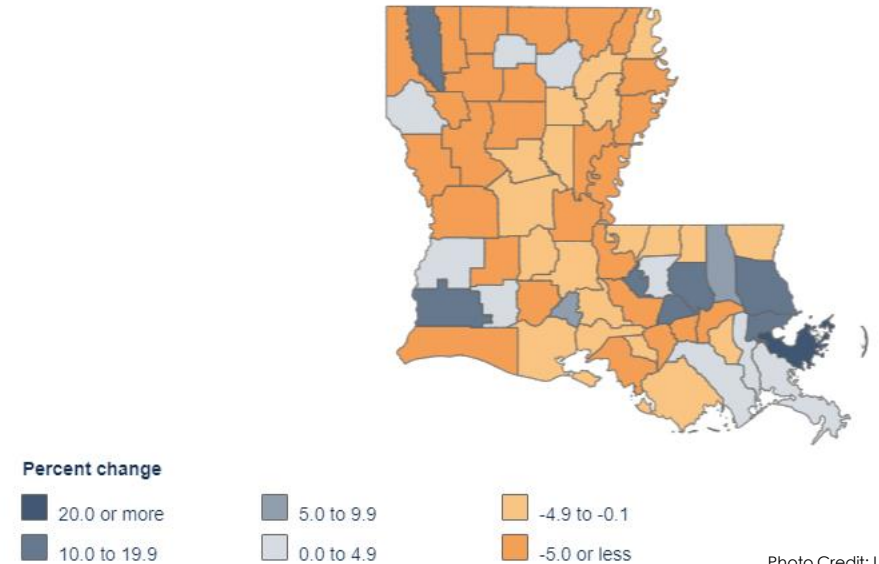 Percent change
20.0 or more
5.0 to 9.9
-4.9 to -0.1
10.0 to 19.9
0.0 to 4.9
-5.0 or less
Photo Credit: